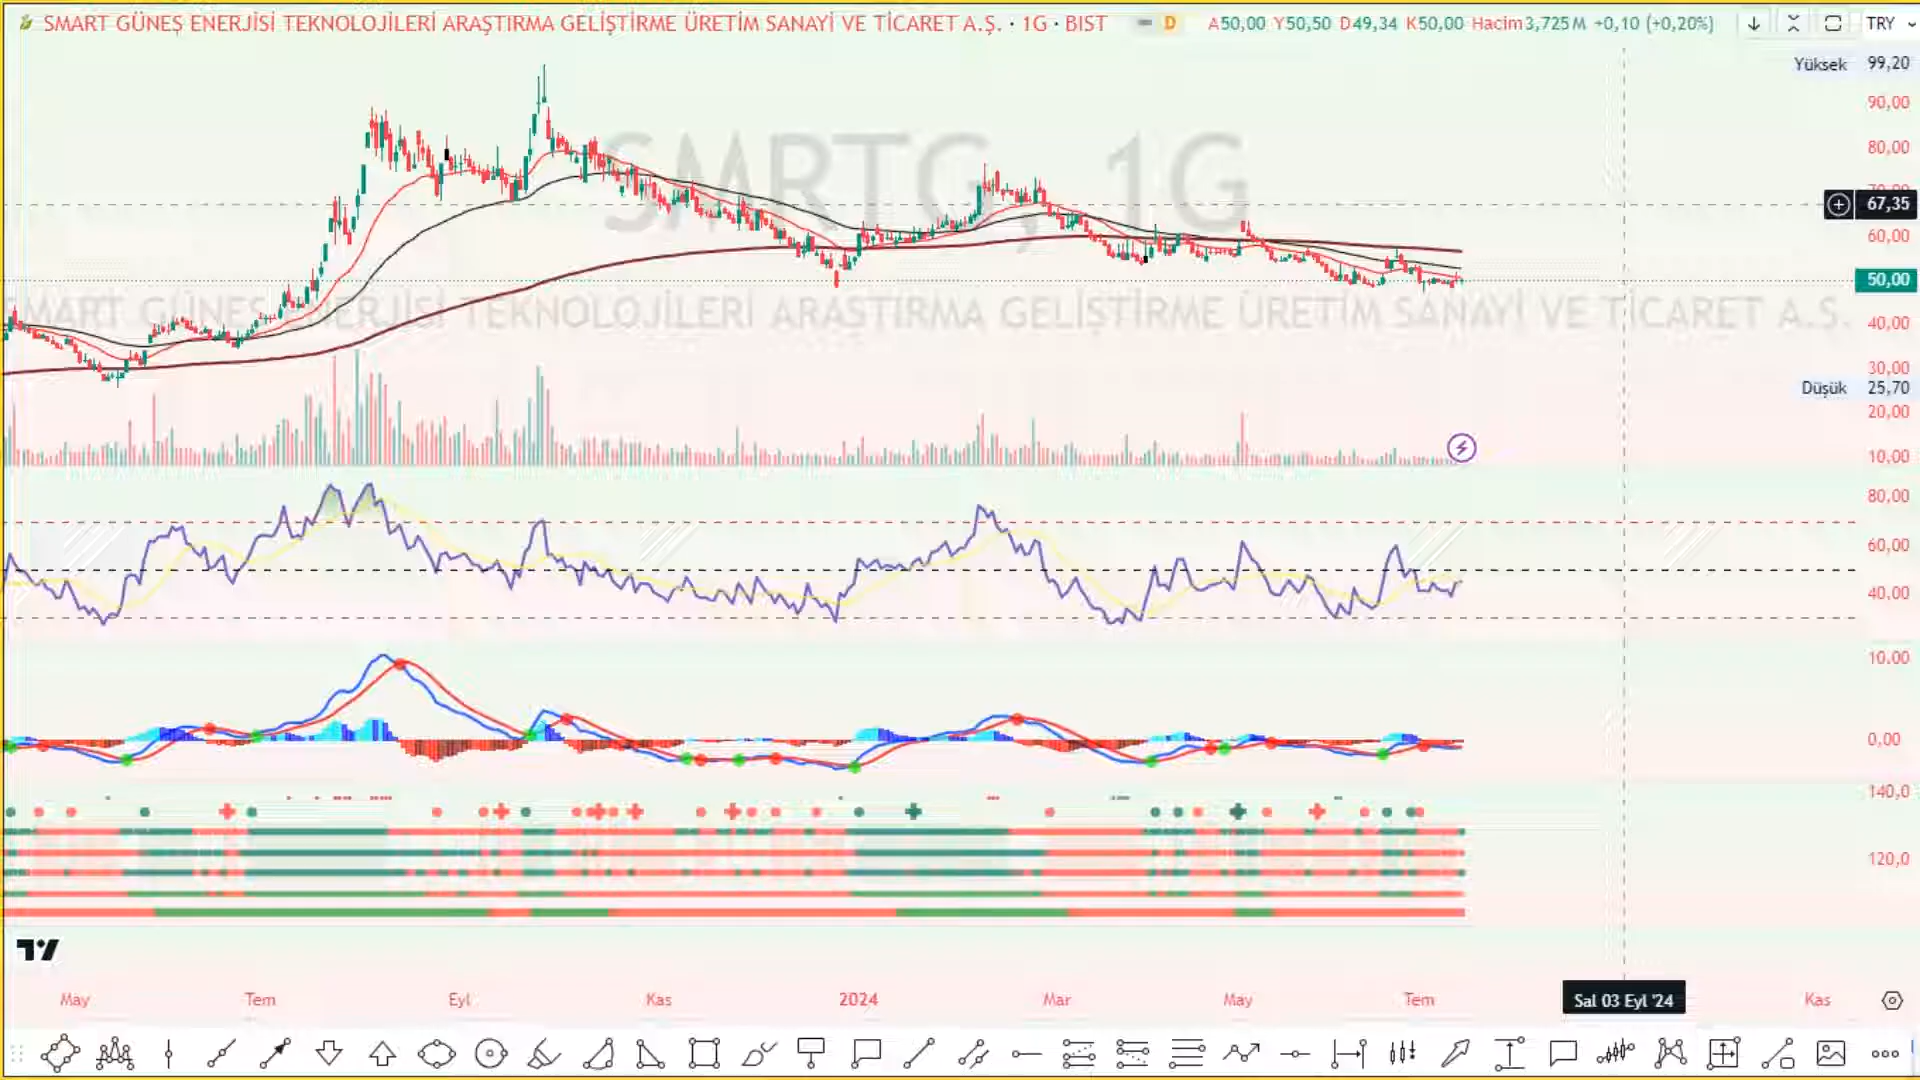 SMART GÜNEŞ ENERJİSİ TEKNOLOJİLERİ ARAŞTIRMA GELİŞTİRME ÜRETİM SANAYİ VE TİCARET A.Ş. · 1G · BIST D A50,00 Y50,50 D49,34 K50,00 Hacim3,725M +0,10 (+0,20%) TRY
Yüksek 99,20
90,00
80,00
SMRTG, 1G
70,00
67,35
60,00
50,00
SMART GÜNEŞ ENERJİSİ TEKNOLOJİLERİ ARAŞTIRMA GELİŞTİRME ÜRETİM SANAYİ VE TİCARET A.Ş.
40,00
30,00
Düşük 25,70
20,00
10,00
80,00
60,00
40,00
10,00
0,00
140,0
120,0
May Tem Eyl Kas 2024 Mar May Tem Sal 03 Eyl '24 Kas